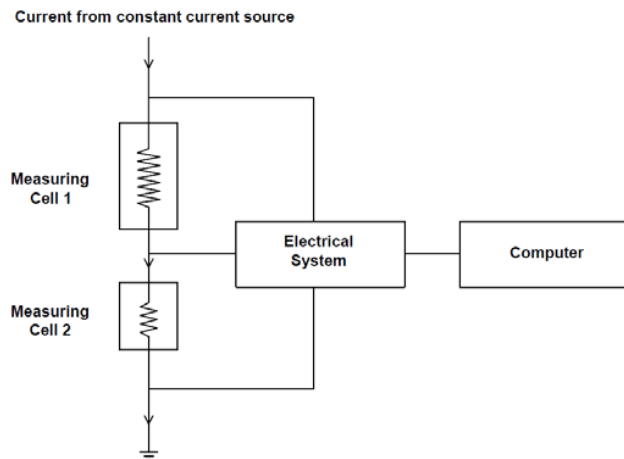 Current from constant current source
Measuring
Cell 1
Electrical
System
Computer
Measuring
Cell 2